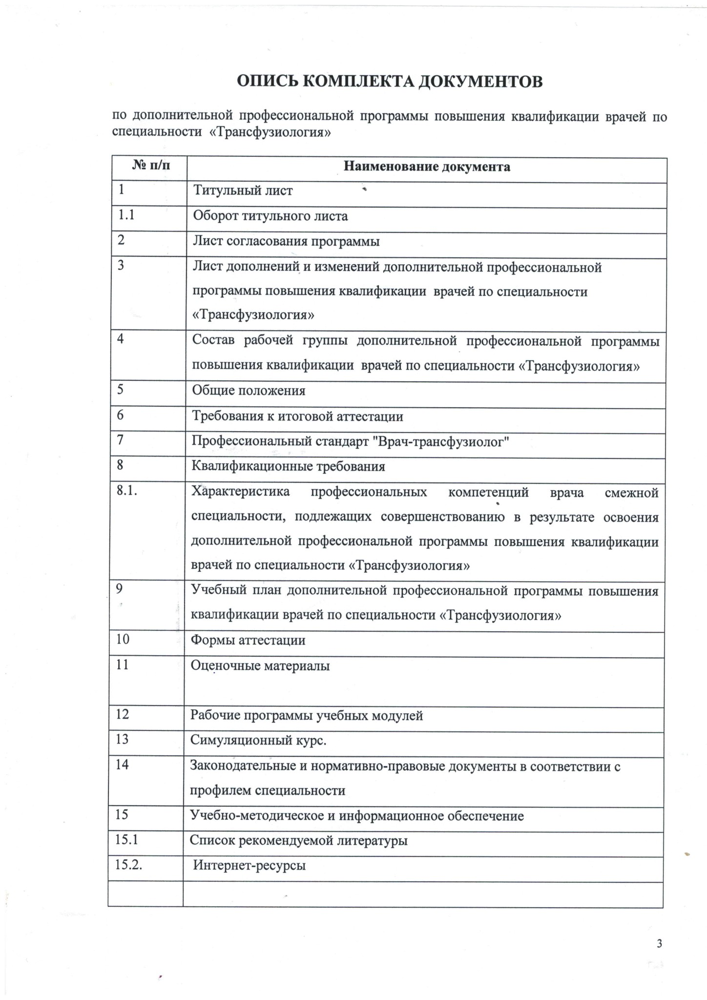 ОПИСЬ КОМПЛЕКТА ДОКУМЕНТОВ
по дополнительной профессиональной программы повышения квалификации врачей по
специальности «Трансфузиология»
№ п/п Наименование документа
1 Титульный лист
1.1 Оборот титульного листа
2 Лист согласования программы
3 Лист дополнений и изменений дополнительной профессиональной
программы повышения квалификации врачей по специальности
«Трансфузиология»
4 Состав рабочей группы дополнительной профессиональной программы
повышения квалификации врачей по специальности «Трансфузиология»
5 Общие положения
6 Требования к итоговой аттестации
7 Профессиональный стандарт "Врач-трансфузиолог"
8 Квалификационные требования
8.1. Характеристика профессиональных компетенций врача смежной
специальности, подлежащих совершенствованию в результате освоения
дополнительной профессиональной программы повышения квалификации
врачей по специальности «Трансфузиология»
9 Учебный план дополнительной профессиональной программы повышения
квалификации врачей по специальности «Трансфузиология»
10 Формы аттестации
11 Оценочные материалы
12 Рабочие программы учебных модулей
13 Симуляционный курс.
14 Законодательные и нормативно-правовые документы в соответствии с
профилем специальности
15 Учебно-методическое и информационное обеспечение
15.1 Список рекомендуемой литературы
15.2. Интернет-ресурсы
3